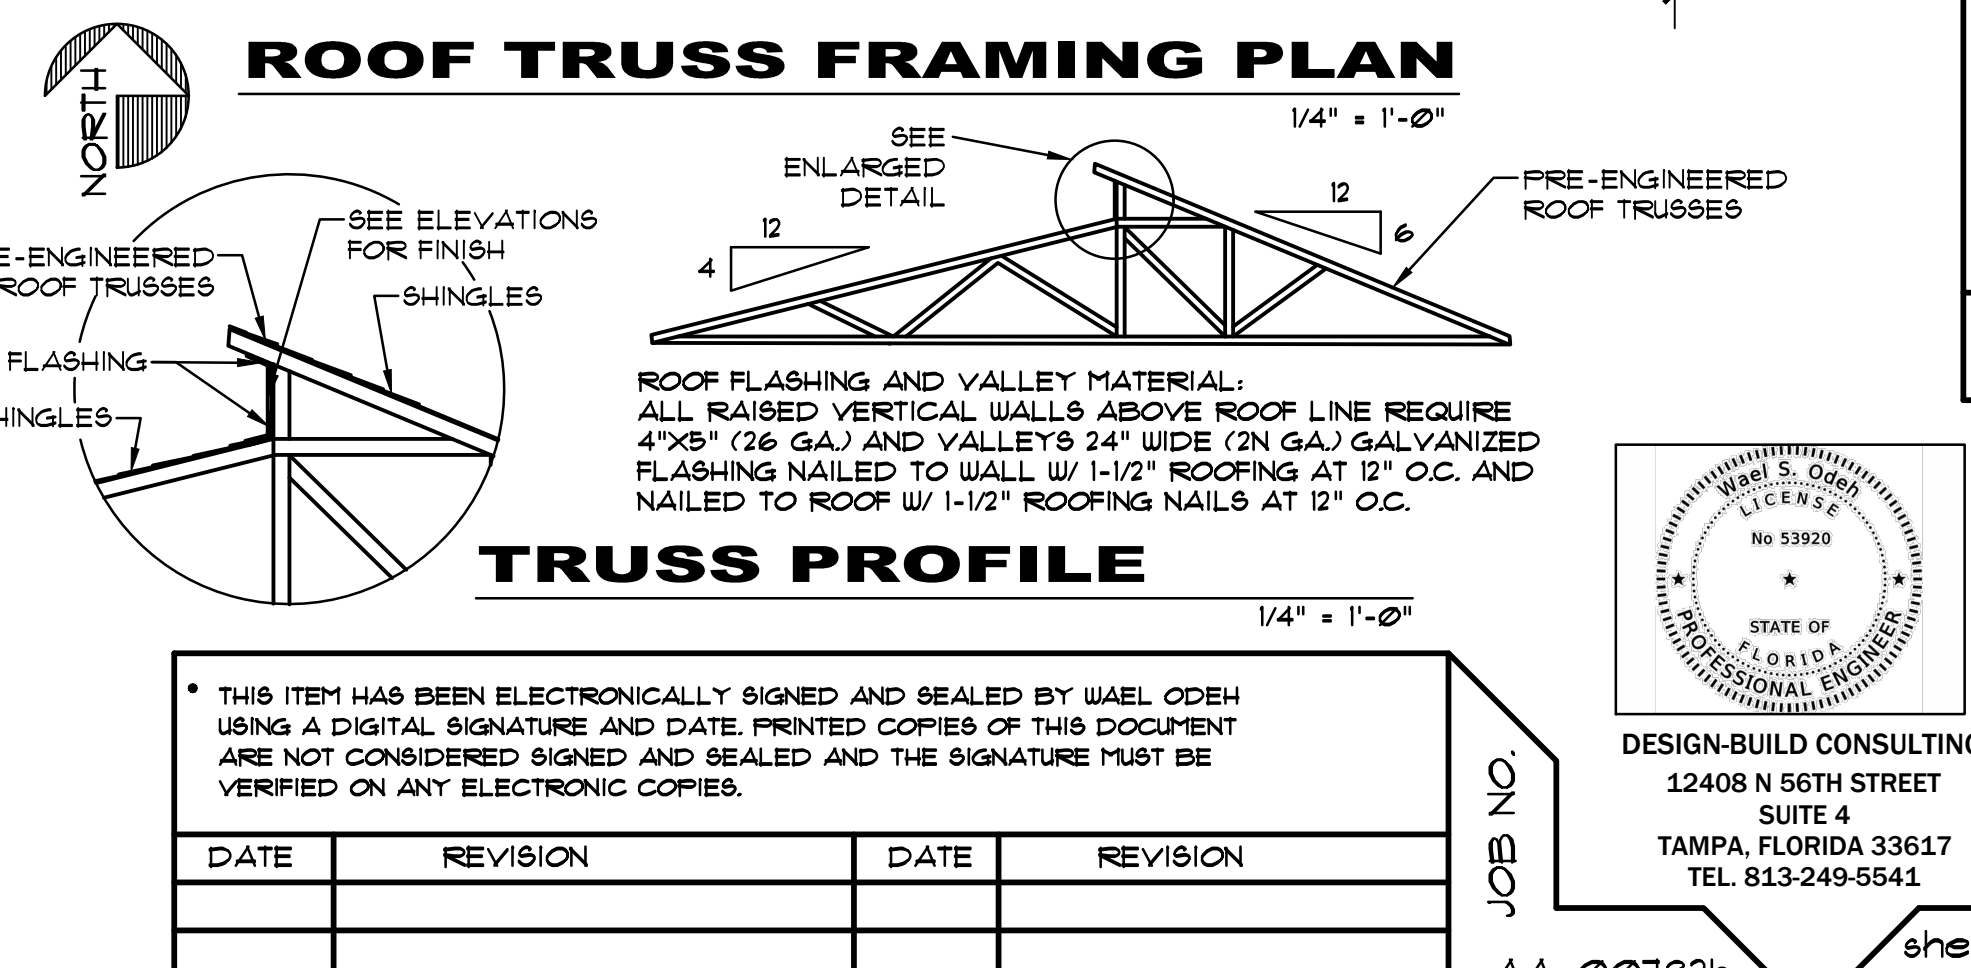 NORTH
ROOF TRUSS FRAMING PLAN
1/4" = 1'-0"
SEE
ENLARGED
DETAIL
12
4
12
6
PRE-ENGINEERED
ROOF TRUSSES
SEE ELEVATIONS
FOR FINISH
E-ENGINEERED
ROOF TRUSSES
SHINGLES
FLASHING
HINGLES
ROOF FLASHING AND VALLEY MATERIAL:
ALL RAISED VERTICAL WALLS ABOVE ROOF LINE REQUIRE
4"X5" (26 GA.) AND VALLEYS 24" WIDE (2N GA.) GALVANIZED
FLASHING NAILED TO WALL W/ 1-1/2" ROOFING AT 12" O.C. AND
NAILED TO ROOF W/ 1-1/2" ROOFING NAILS AT 12" O.C.
TRUSS PROFILE
1/4" = 1'-0"
• THIS ITEM HAS BEEN ELECTRONICALLY SIGNED AND SEALED BY WAEL ODEH
USING A DIGITAL SIGNATURE AND DATE. PRINTED COPIES OF THIS DOCUMENT
ARE NOT CONSIDERED SIGNED AND SEALED AND THE SIGNATURE MUST BE
VERIFIED ON ANY ELECTRONIC COPIES.
DATE REVISION DATE REVISION
JOB NO.
Wael S. Odeh
LICENSE
No 53920
STATE OF
FLORIDA
PROFESSIONAL ENGINEER
DESIGN-BUILD CONSULTING
12408 N 56TH STREET
SUITE 4
TAMPA, FLORIDA 33617
TEL. 813-249-5541
she